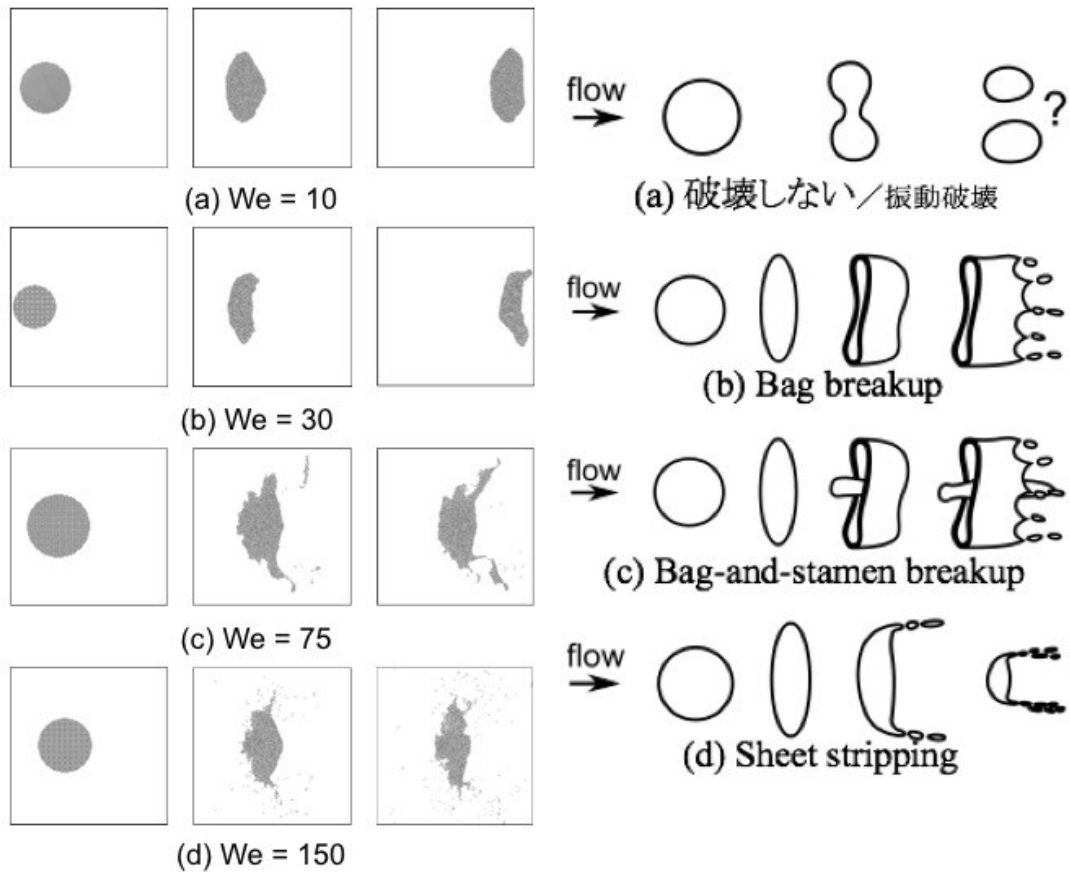 (a) We = 10
(b) We = 30
(c) We = 75
(d) We = 150
flow
?
(a) 破壊しない／振動破壊
flow
(b) Bag breakup
flow
(c) Bag-and-stamen breakup
flow
(d) Sheet stripping